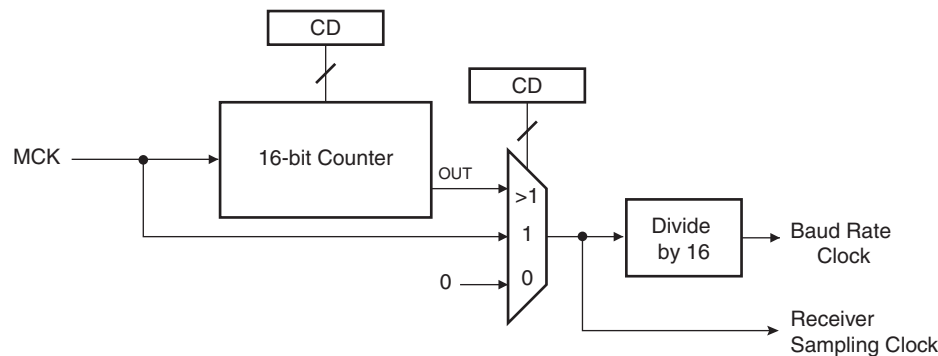 CD
CD
MCK
16-bit Counter
OUT
>1
1
0
0
Divide
by 16
Baud Rate
Clock
Receiver
Sampling Clock